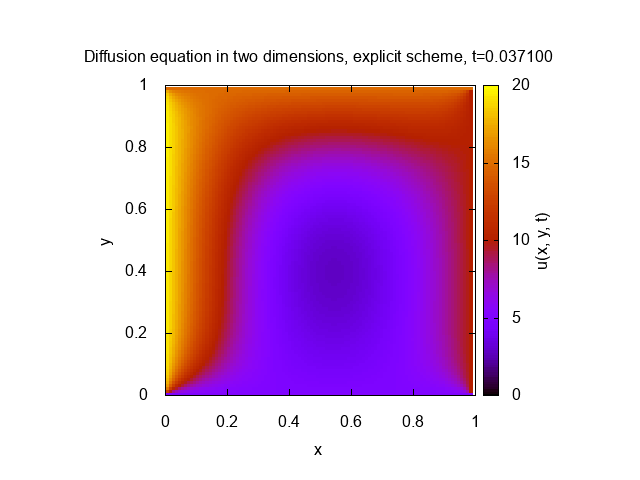 Diffusion equation in two dimensions, explicit scheme, t=0.037100
1
0.8
0.6
0.4
0.2
0
y
0 0.2 0.4 0.6 0.8 1
x
20
15
10
5
0
u(x, y, t)